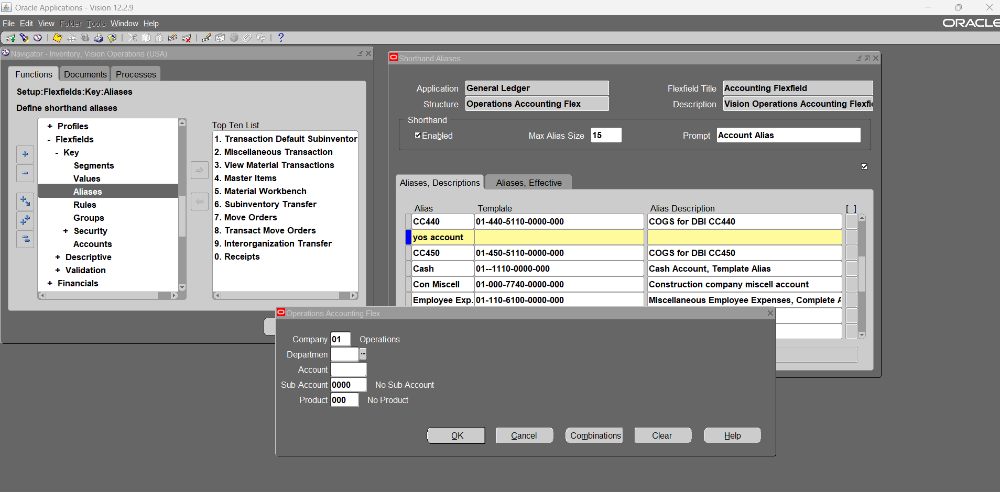 Oracle Applications - Vision 12.2.9
File Edit View Folder Tools Window Help
ORACLE
Navigator - Inventory, Vision Operations (USA)
Functions Documents Processes
Setup:Flexfields:Key:Aliases
Define shorthand aliases
+ Profiles
- Flexfields
- Key
Segments
Values
Aliases
Rules
Groups
+ Security
Accounts
+ Descriptive
+ Validation
+ Financials
Top Ten List
1. Transaction Default Subinventor
2. Miscellaneous Transaction
3. View Material Transactions
4. Master Items
5. Material Workbench
6. Subinventory Transfer
7. Move Orders
8. Transact Move Orders
9. Interorganization Transfer
0. Receipts
Shorthand Aliases
Application General Ledger Flexfield Title Accounting Flexfield
Structure Operations Accounting Flex Description Vision Operations Accounting Flexfi
Shorthand
Enabled Max Alias Size 15 Prompt Account Alias
Aliases, Descriptions Aliases, Effective
Alias Template Alias Description [ ]
CC440 01-440-5110-0000-000 COGS for DBI CC440
yos account
CC450 01-450-5110-0000-000 COGS for DBI CC450
Cash 01--1110-0000-000 Cash Account, Template Alias
Con Miscell 01-000-7740-0000-000 Construction company miscell account
Employee Exp. 01-110-6100-0000-000 Miscellaneous Employee Expenses, Complete A
Operations Accounting Flex
Company 01 Operations
Departmen ...
Account
Sub-Account 0000 No Sub Account
Product 000 No Product
OK Cancel Combinations Clear Help